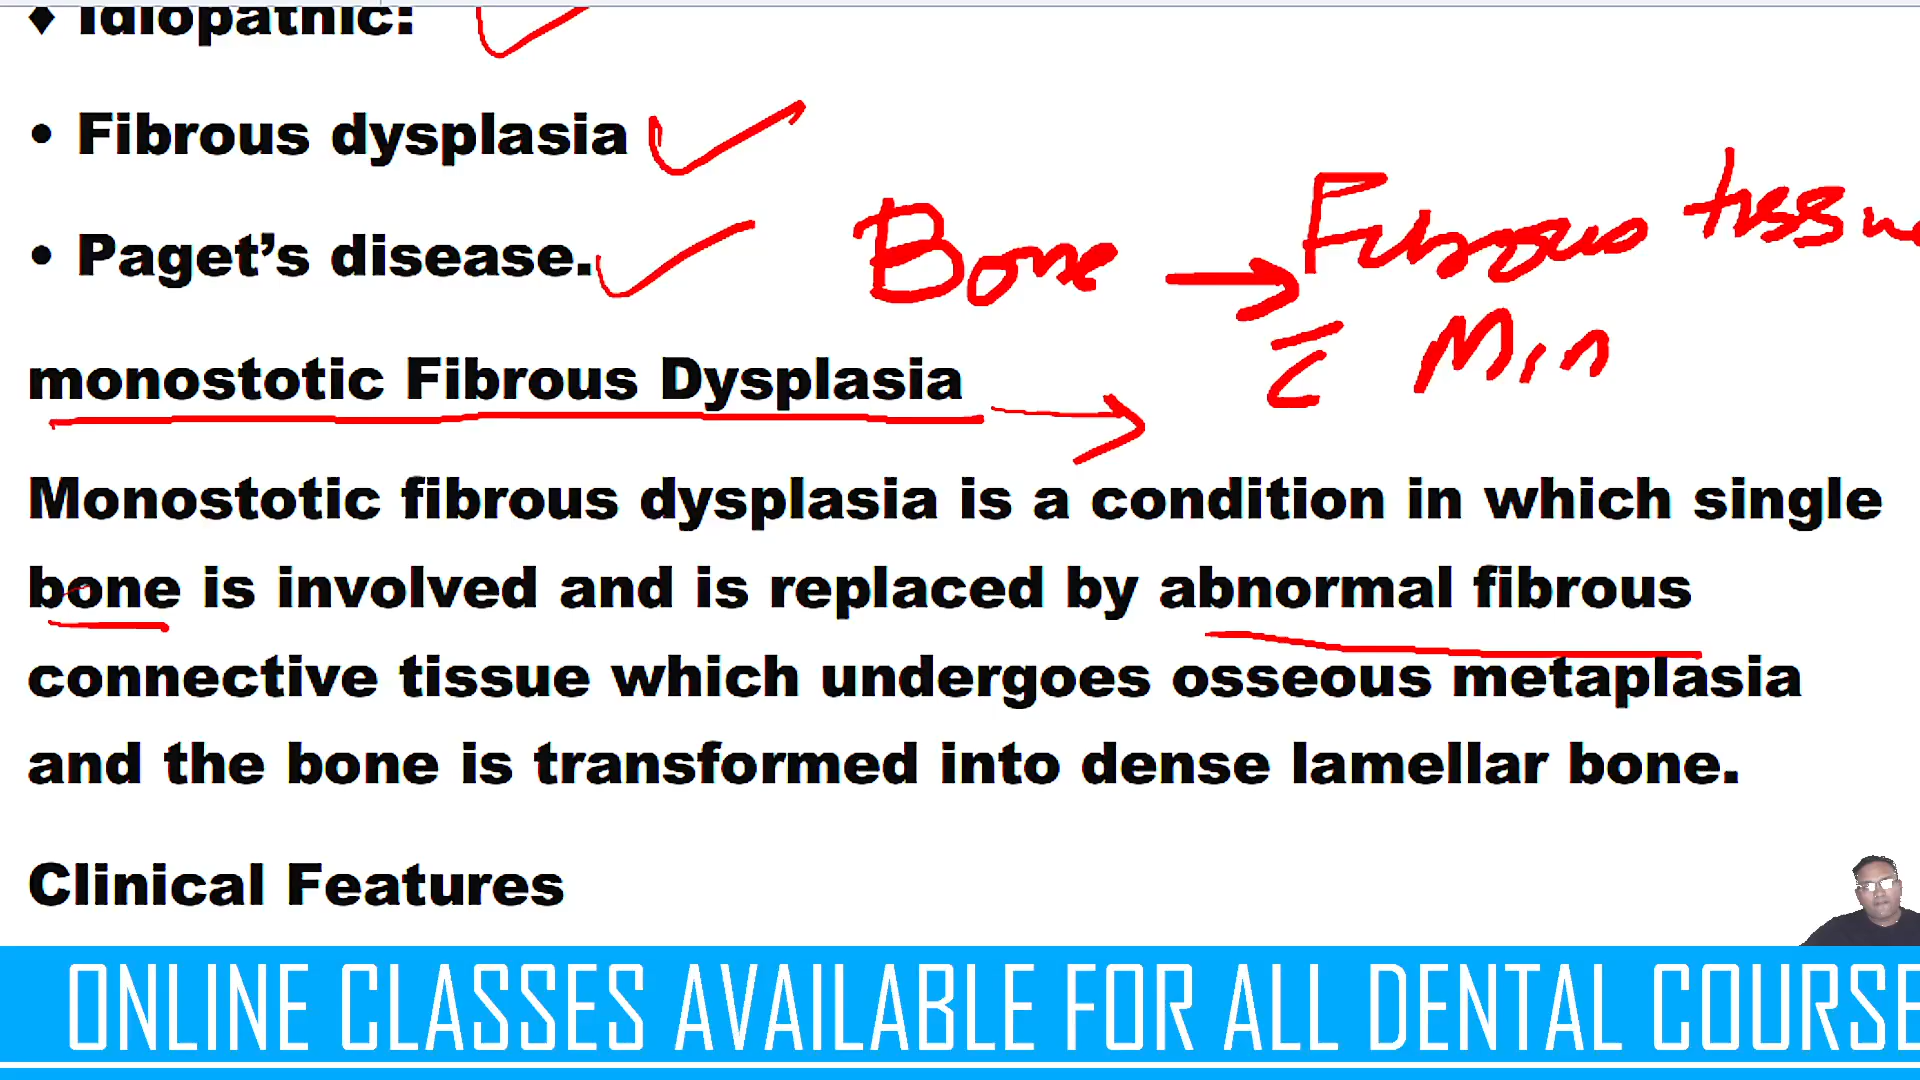 ♦ Idiopathic:
• Fibrous dysplasia
• Paget's disease.
Bone → Fibrous tissue
c̄ Min
monostotic Fibrous Dysplasia →
Monostotic fibrous dysplasia is a condition in which single
bone is involved and is replaced by abnormal fibrous
connective tissue which undergoes osseous metaplasia
and the bone is transformed into dense lamellar bone.
Clinical Features
ONLINE CLASSES AVAILABLE FOR ALL DENTAL COURSE